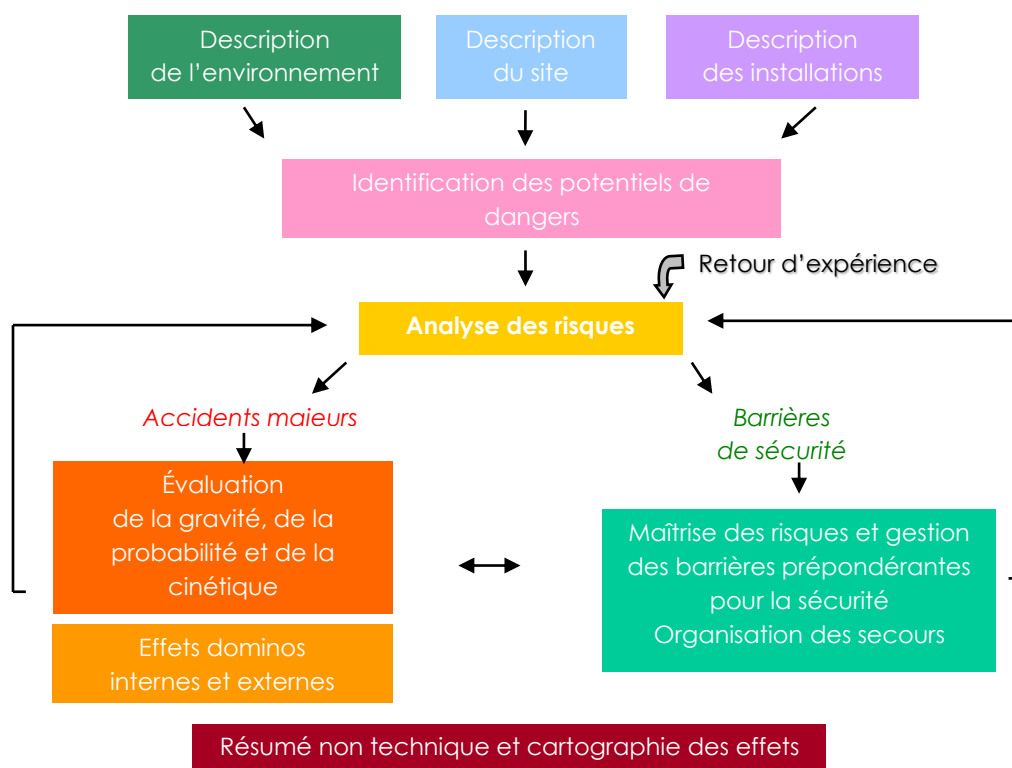 Description
de l’environnement
Description
du site
Description
des installations
Identification des potentiels de
dangers
Retour d’expérience
Analyse des risques
Accidents maieurs
Barrières
de sécurité
Évaluation
de la gravité, de la
probabilité et de la
cinétique
Maîtrise des risques et gestion
des barrières prépondérantes
pour la sécurité
Organisation des secours
Effets dominos
internes et externes
Résumé non technique et cartographie des effets